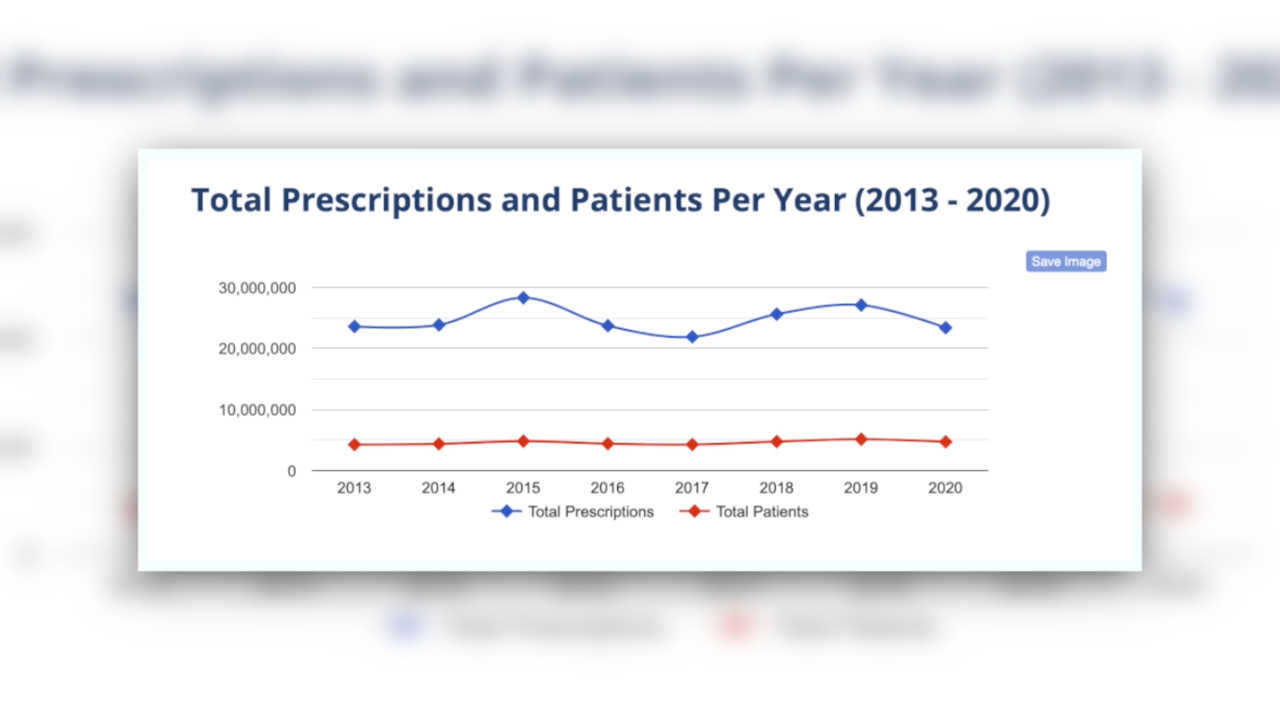 Total Prescriptions and Patients Per Year (2013 - 2020)
Save Image
30,000,000
20,000,000
10,000,000
0
2013 2014 2015 2016 2017 2018 2019 2020
Total Prescriptions Total Patients